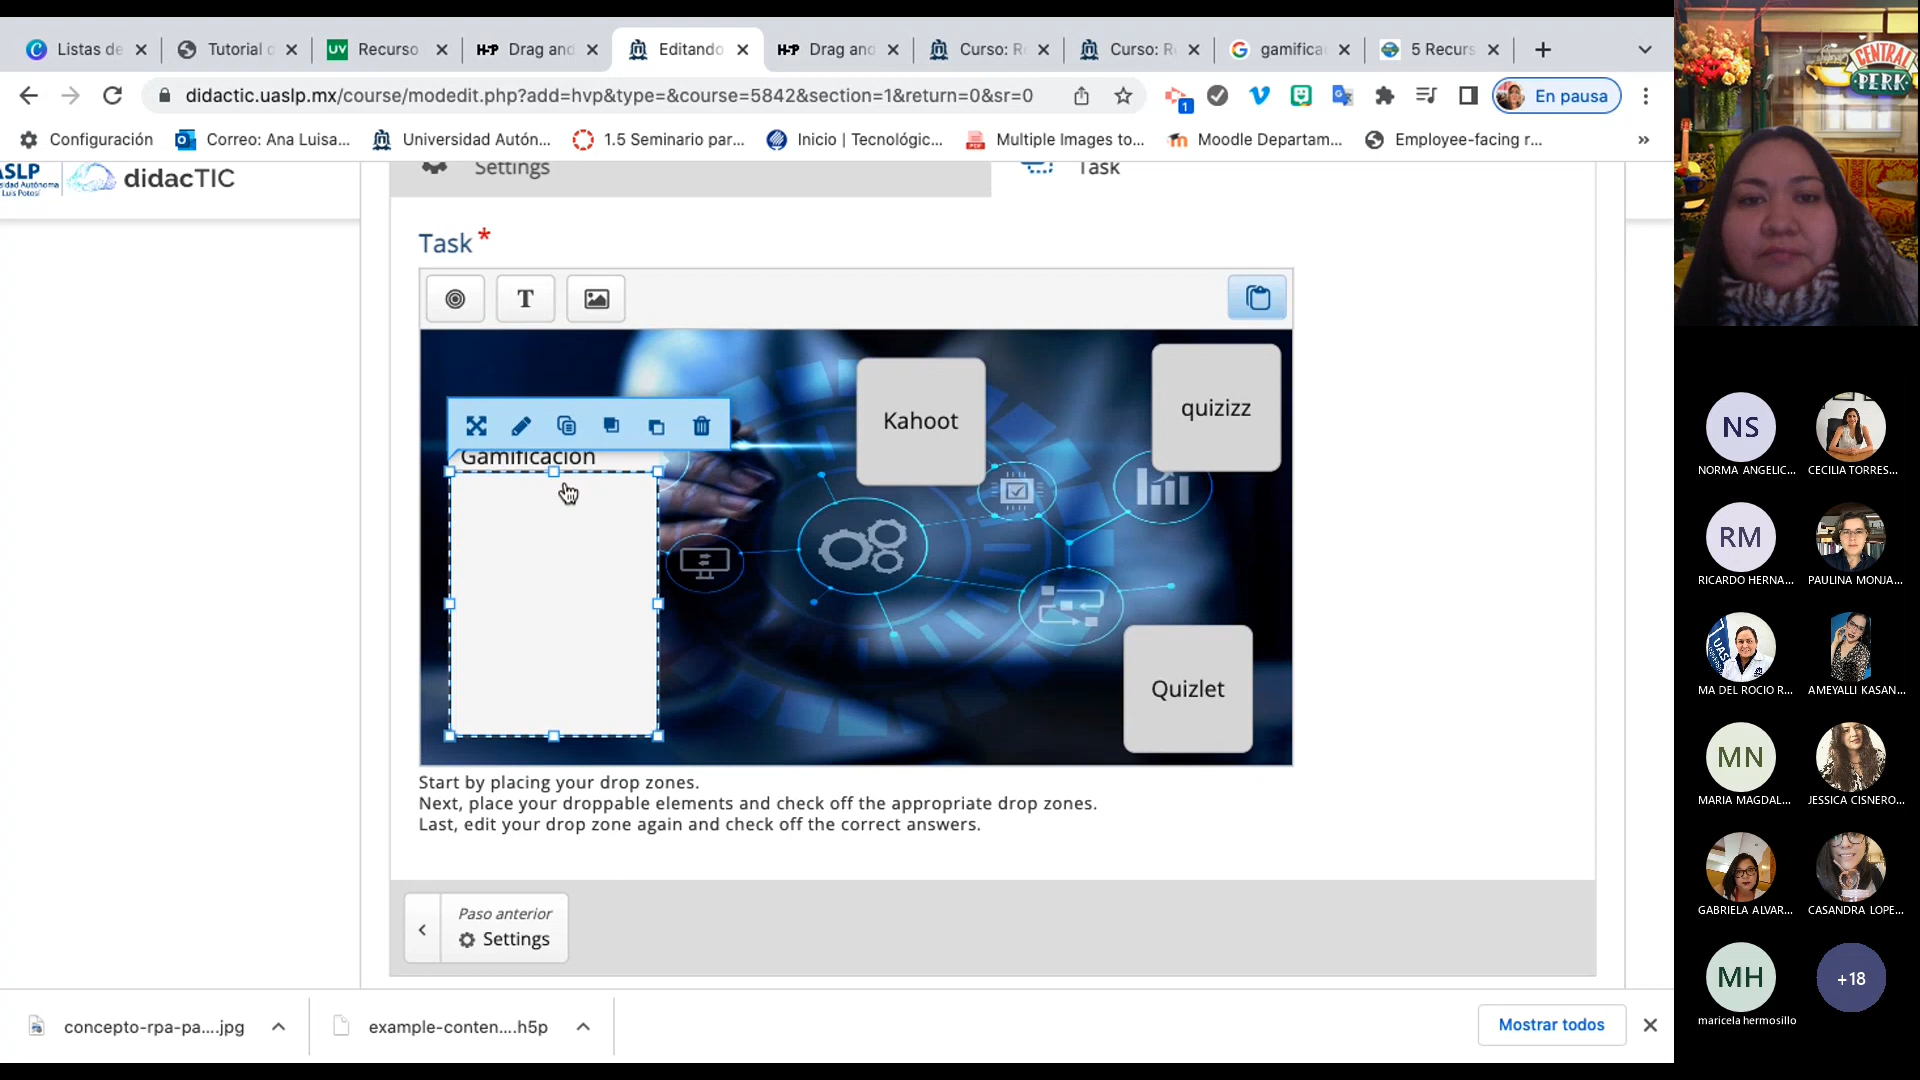 Listas de
Tutorial d
UV
Recurso
H-P
Drag and
Editando
H-P
Drag and
Curso: R
Curso: R
gamifica
5 Recurs
didactic.uaslp.mx/course/modedit.php?add=hvp&type=&course=5842&section=1&return=0&sr=0
1
En pausa
Configuración
Correo: Ana Luisa...
Universidad Autón...
1.5 Seminario par...
Inicio | Tecnológic...
Multiple Images to...
Moodle Departam...
Employee-facing r...
»
ASLP
didacTIC
Settings
Task
Task *
T
Gamificación
Kahoot
quizizz
Quizlet
Start by placing your drop zones.
Next, place your droppable elements and check off the appropriate drop zones.
Last, edit your drop zone again and check off the correct answers.
Paso anterior
Settings
concepto-rpa-pa....jpg
example-conten....h5p
Mostrar todos
CENTRAL
PERK
NS
NORMA ANGELIC...
CECILIA TORRES...
RM
RICARDO HERNA...
PAULINA MONJA...
MA DEL ROCIO R...
AMEYALLI KASAN...
MN
MARIA MAGDAL...
JESSICA CISNERO...
GABRIELA ALVAR...
CASANDRA LOPE...
MH
maricela hermosillo
+18